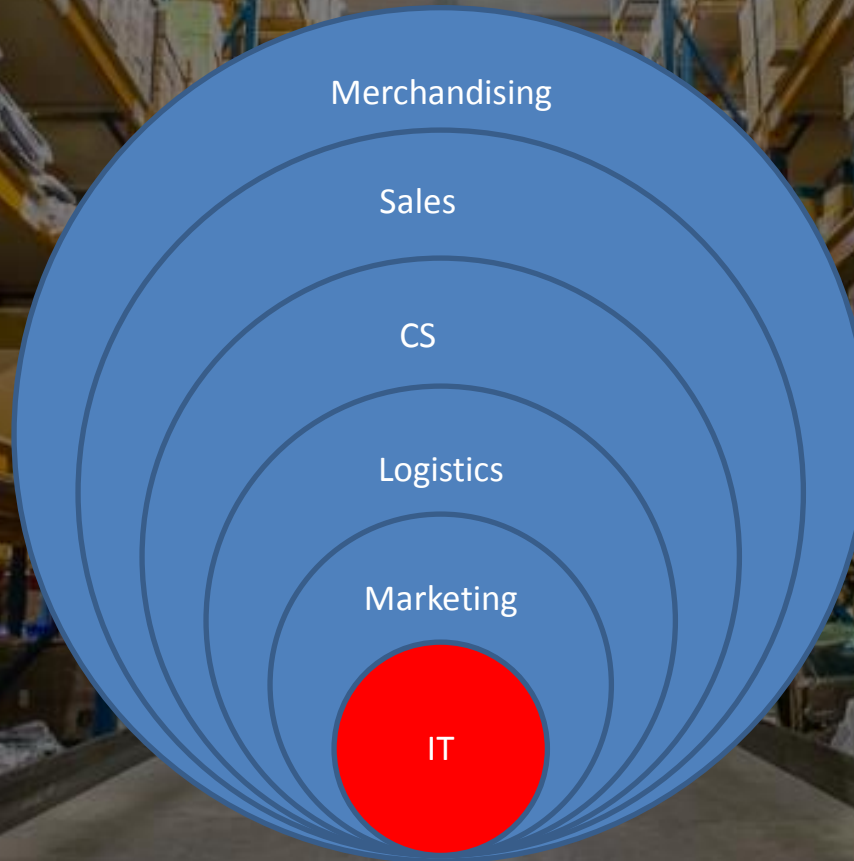 Merchandising
Sales
CS
Logistics
Marketing
IT